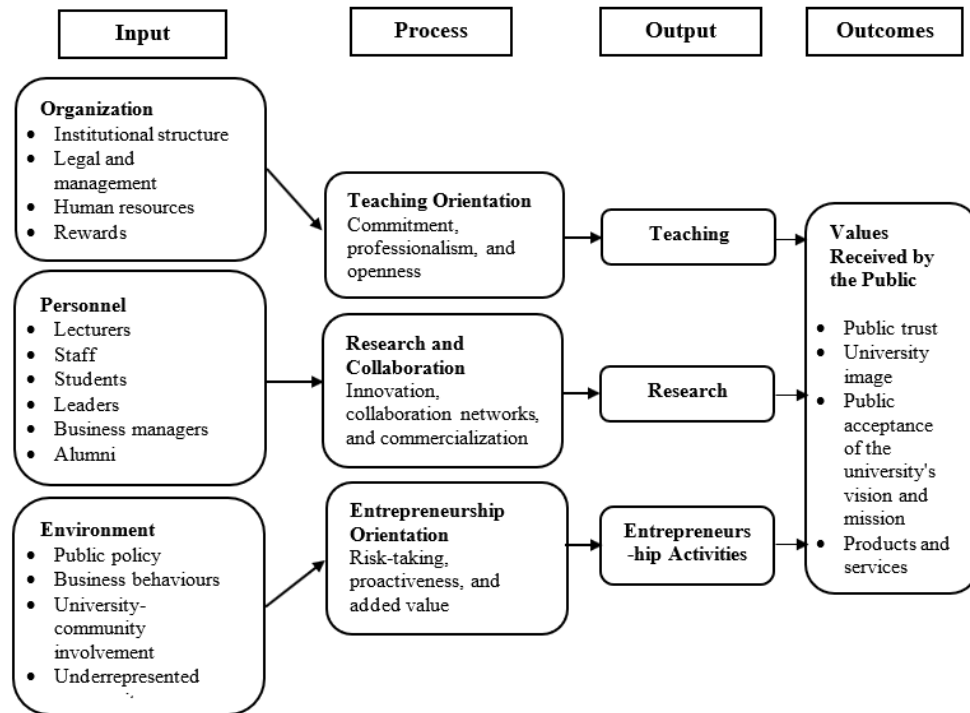 Input
Process
Output
Outcomes
Organization
• Institutional structure
• Legal and
management
• Human resources
• Rewards
Personnel
• Lecturers
• Staff
• Students
• Leaders
• Business managers
• Alumni
Environment
• Public policy
• Business behaviours
• University-
community
involvement
• Underrepresented
Teaching Orientation
Commitment,
professionalism, and
openness
Research and
Collaboration
Innovation,
collaboration networks,
and commercialization
Entrepreneurship
Orientation
Risk-taking,
proactiveness, and
added value
Teaching
Research
Entrepreneurs
-hip Activities
Values
Received by
the Public
• Public trust
• University
image
• Public
acceptance
of the
university's
vision and
mission
• Products and
services